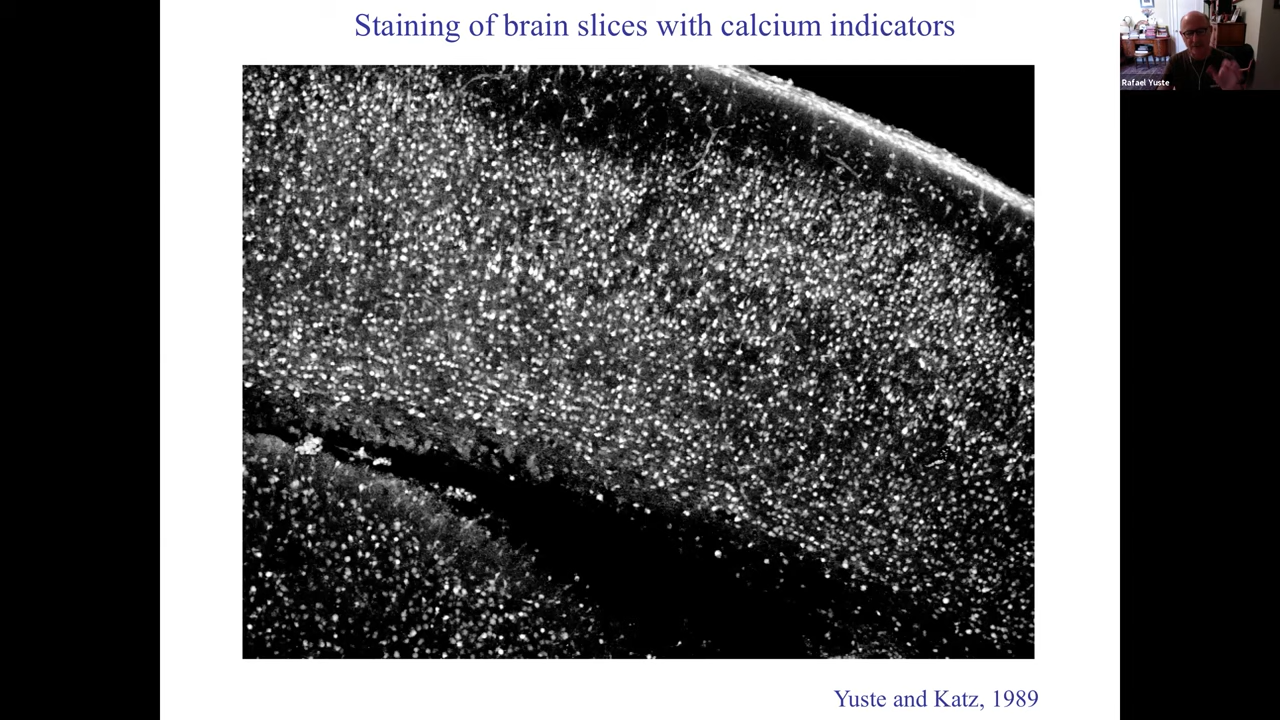 Staining of brain slices with calcium indicators
Rafael Yuste
Yuste and Katz, 1989